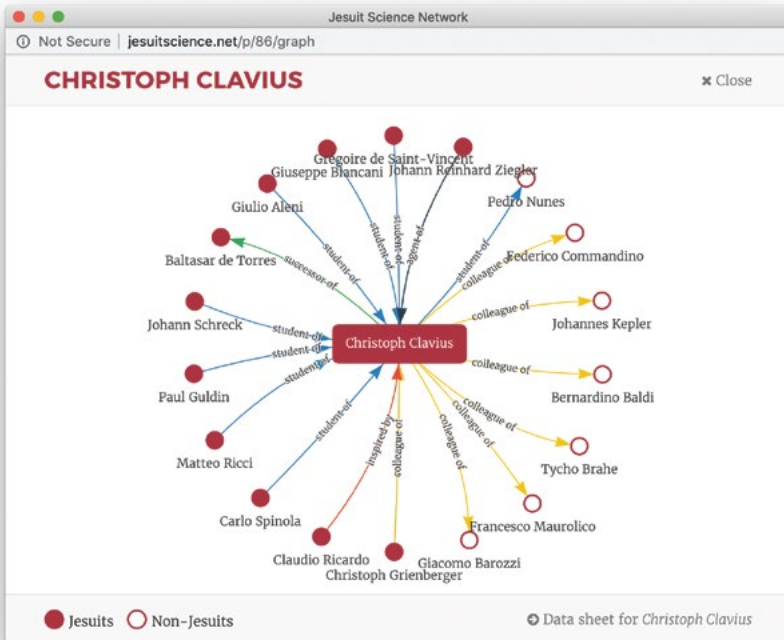 Jesuit Science Network
Not Secure | jesuitscience.net/p/86/graph
CHRISTOPH CLAVIUS
✖ Close
Grégoire de Saint-Vincent
Giuseppe Biancani
Johann Reinhard Ziegler
Giulio Aleni
Pedro Nunes
Baltasar de Torres
Federico Commandino
Johann Schreck
Johannes Kepler
Christoph Clavius
Paul Guldin
Bernardino Baldi
Matteo Ricci
Tycho Brahe
Carlo Spinola
Francesco Maurolico
Claudio Ricardo
Giacomo Barozzi
Christoph Grienberger
student of
student of
student of
agent of
student of
colleague of
successor of
colleague of
student of
student of
student of
colleague of
student of
colleague of
colleague of
colleague of
inspired by
colleague of
Jesuits
Non-Jesuits
Data sheet for Christoph Clavius